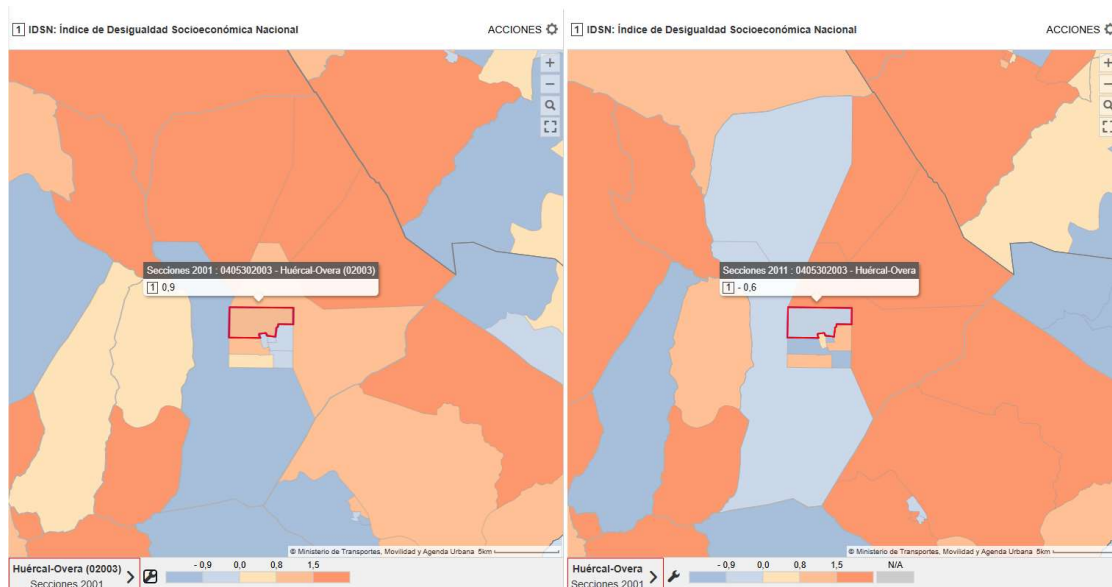 1 IDSN: Índice de Desigualdad Socioeconómica Nacional ACCIONES
Secciones 2001 : 0405302003 - Huércal-Overa (02003)
1 0,9
© Ministerio de Transportes, Movilidad y Agenda Urbana 5km
Huércal-Overa (02003)
Secciones 2001
- 0,9 0,0 0,8 1,5
1 IDSN: Índice de Desigualdad Socioeconómica Nacional ACCIONES
Secciones 2011 : 0405302003 - Huércal-Overa
1 - 0,6
© Ministerio de Transportes, Movilidad y Agenda Urbana 5km
Huércal-Overa
Secciones 2001
- 0,9 0,0 0,8 1,5 N/A